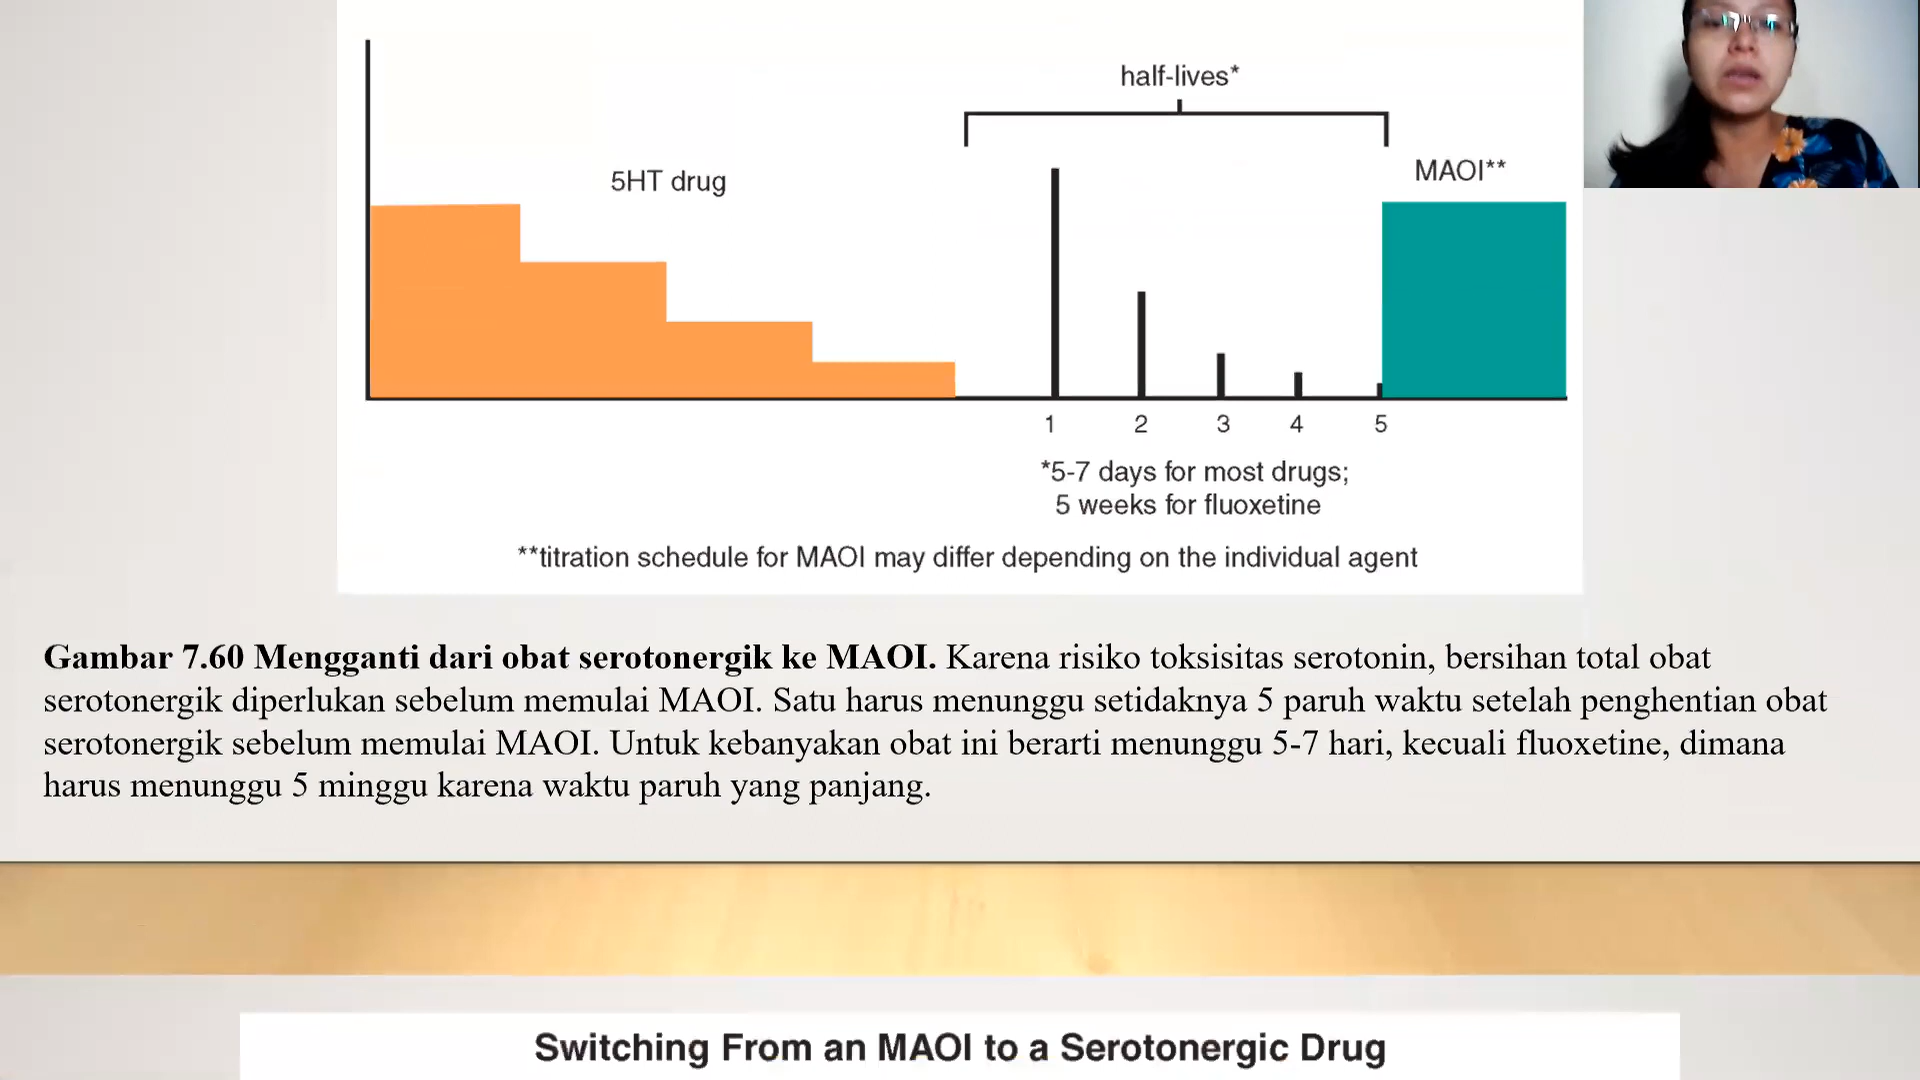 half-lives*
5HT drug
MAOI**
1 2 3 4 5
*5-7 days for most drugs;
5 weeks for fluoxetine
**titration schedule for MAOI may differ depending on the individual agent
Gambar 7.60 Mengganti dari obat serotonergik ke MAOI. Karena risiko toksisitas serotonin, bersihan total obat
serotonergik diperlukan sebelum memulai MAOI. Satu harus menunggu setidaknya 5 paruh waktu setelah penghentian obat
serotonergik sebelum memulai MAOI. Untuk kebanyakan obat ini berarti menunggu 5-7 hari, kecuali fluoxetine, dimana
harus menunggu 5 minggu karena waktu paruh yang panjang.
Switching From an MAOI to a Serotonergic Drug